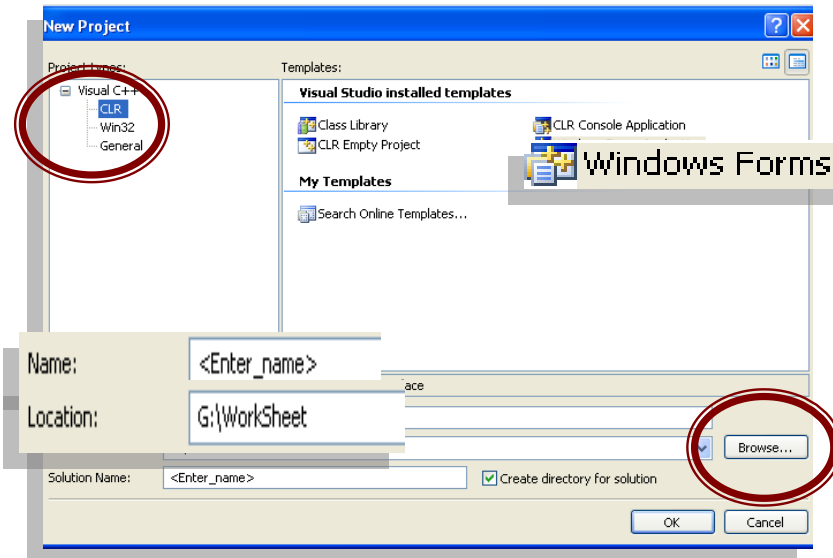 New Project
Project types:
Templates:
Visual C++
CLR
Win32
General
Visual Studio installed templates
Class Library
CLR Console Application
CLR Empty Project
Windows Forms
My Templates
Search Online Templates...
Name:
<Enter_name>
Location:
G:\WorkSheet
Browse...
Solution Name:
<Enter_name>
Create directory for solution
OK
Cancel